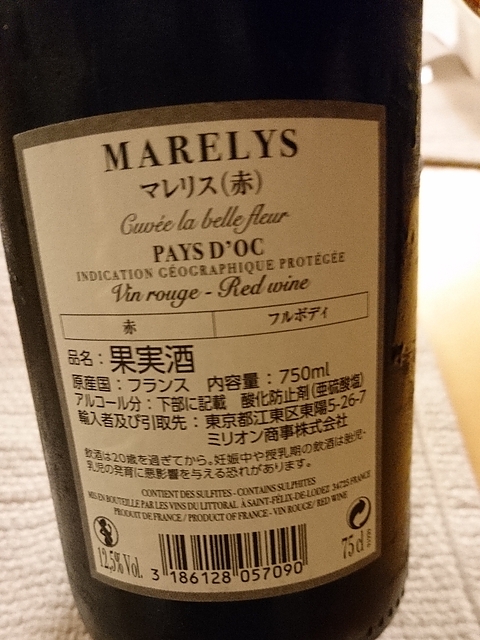 MARELYS
マレリス(赤)
Cuvée la belle fleur
PAYS D'OC
INDICATION GÉOGRAPHIQUE PROTÉGÉE
Vin rouge - Red wine
赤 フルボディ
品名：果実酒
原産国：フランス 内容量：750ml
アルコール分：下部に記載 酸化防止剤(亜硫酸塩)
輸入者及び引取先：東京都江東区東陽5-26-7
ミリオン商事株式会社
飲酒は20歳を過ぎてから。妊娠中や授乳期の飲酒は胎児・
乳児の発育に悪影響を与える恐れがあります。
CONTIENT DES SULFITES - CONTAINS SULPHITES
MIS EN BOUTEILLE PAR LES VINS DU LITTORAL À SAINT-FÉLIX-DE-LODEZ 34725 FRANCE
PRODUIT DE FRANCE / PRODUCT OF FRANCE - VIN ROUGE/ RED WINE
12,5% Vol.
3 186128 057090
75 cl